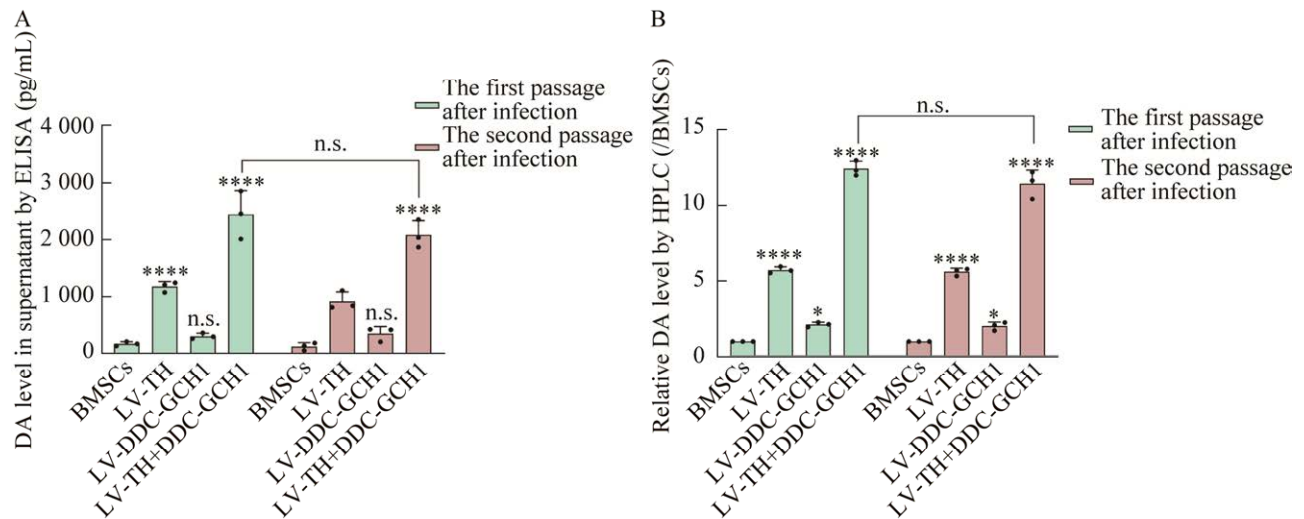 A
DA level in supernatant by ELISA (pg/mL)
4 000
3 000
2 000
1 000
0
The first passage
after infection
The second passage
after infection
n.s.
****
n.s.
****
n.s.
****
BMSCs
LV-TH
LV-DDC-GCH1
LV-TH+DDC-GCH1
BMSCs
LV-TH
LV-DDC-GCH1
LV-TH+DDC-GCH1
B
Relative DA level by HPLC (/BMSCs)
15
10
5
0
The first passage
after infection
The second passage
after infection
n.s.
****
*
****
****
*
****
BMSCs
LV-TH
LV-DDC-GCH1
LV-TH+DDC-GCH1
BMSCs
LV-TH
LV-DDC-GCH1
LV-TH+DDC-GCH1